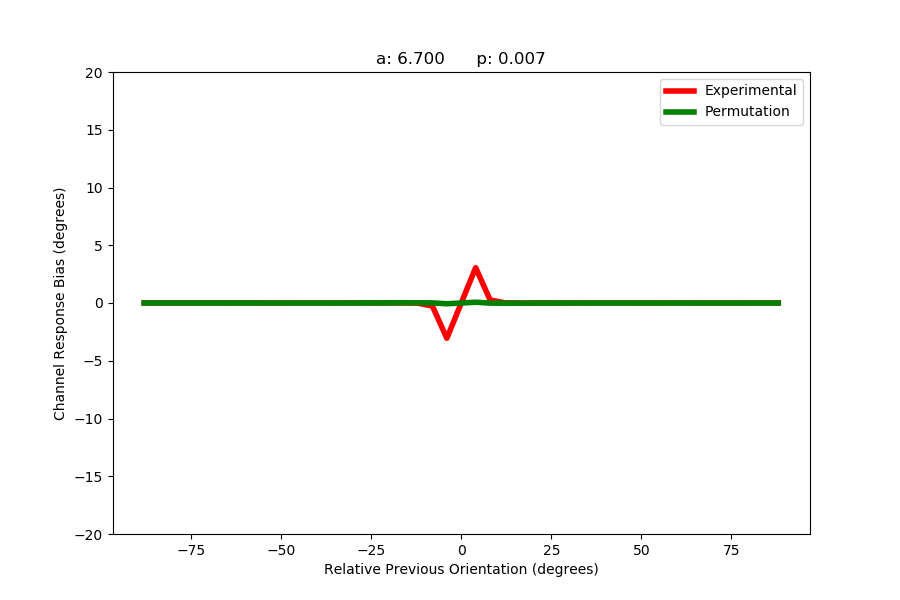 a: 6.700 p: 0.007
Experimental
Permutation
Channel Response Bias (degrees)
20
15
10
5
0
−5
−10
−15
−20
−75 −50 −25 0 25 50 75
Relative Previous Orientation (degrees)